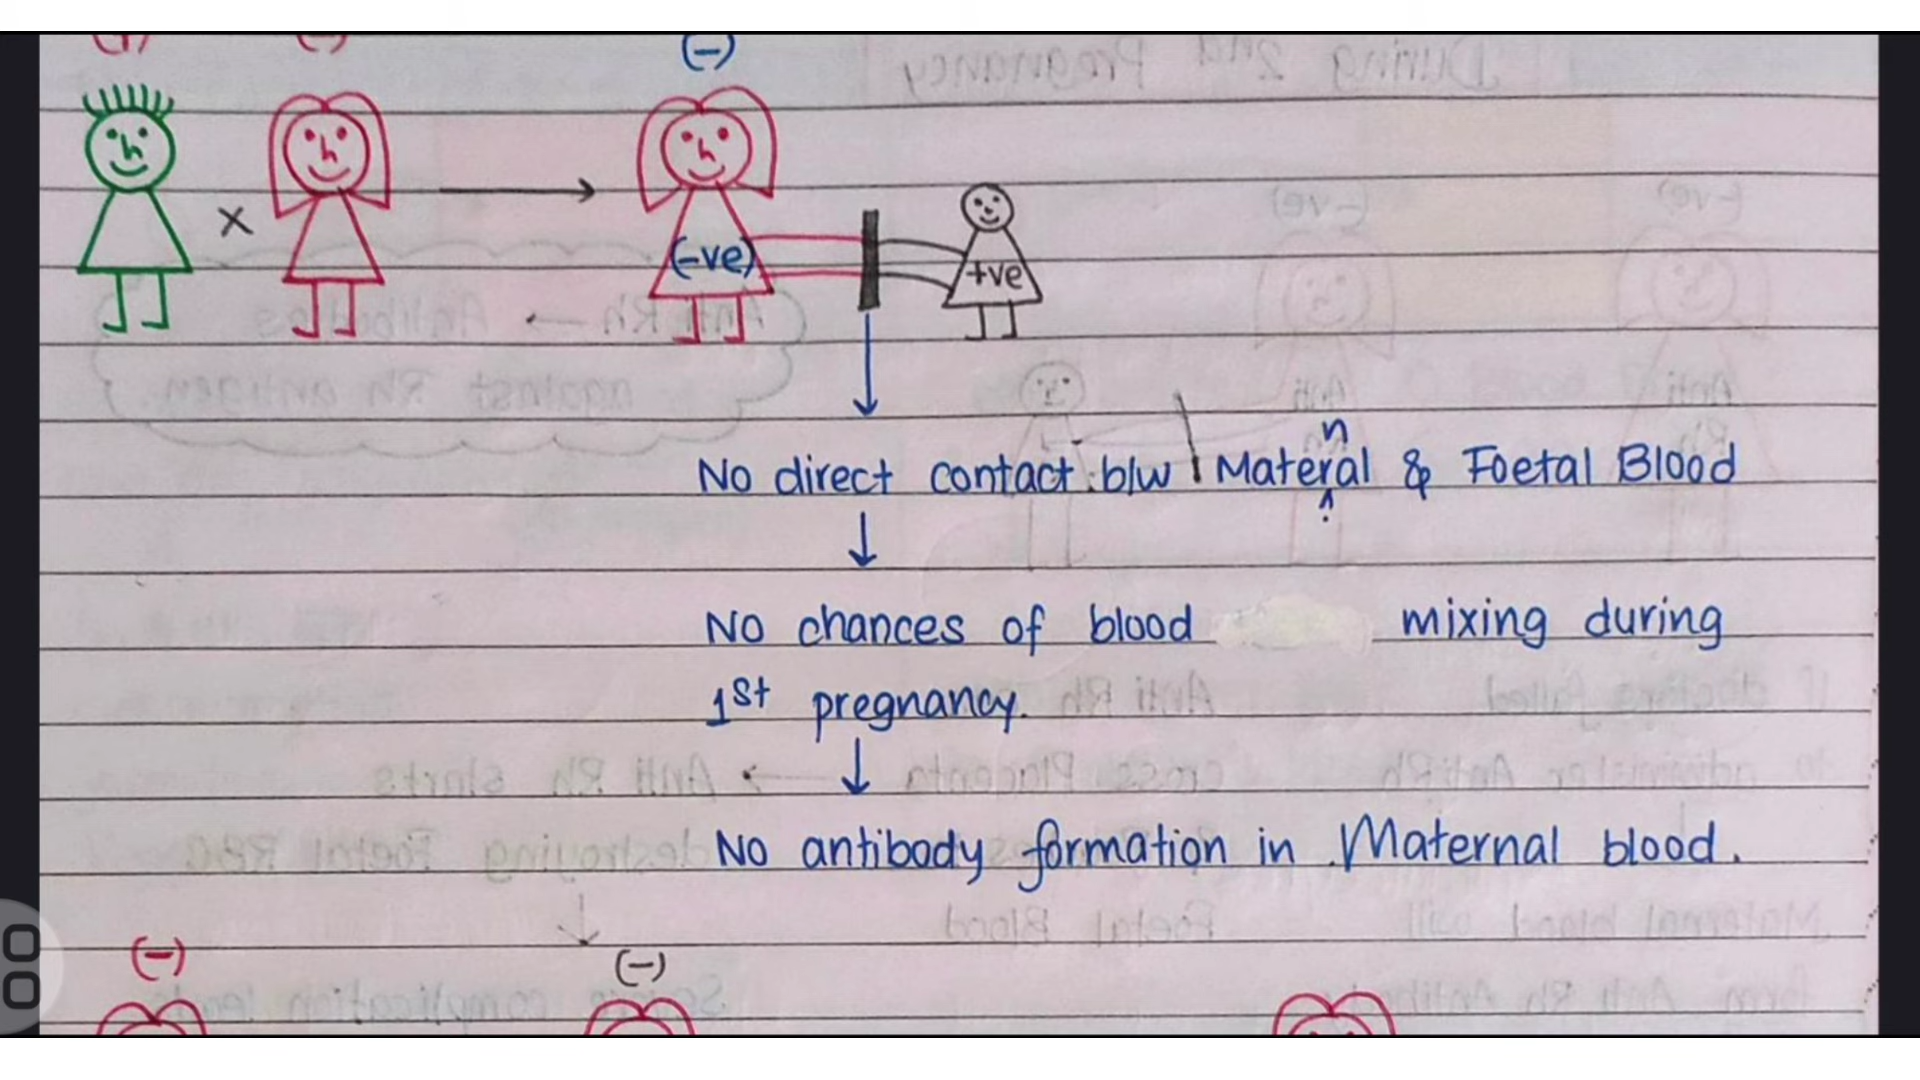 (-)
(-ve)
x
+ve
n
No direct contact b/w Materal & Foetal Blood
No chances of blood mixing during
1st pregnancy.
No antibody formation in Maternal blood.
(-)
(-)